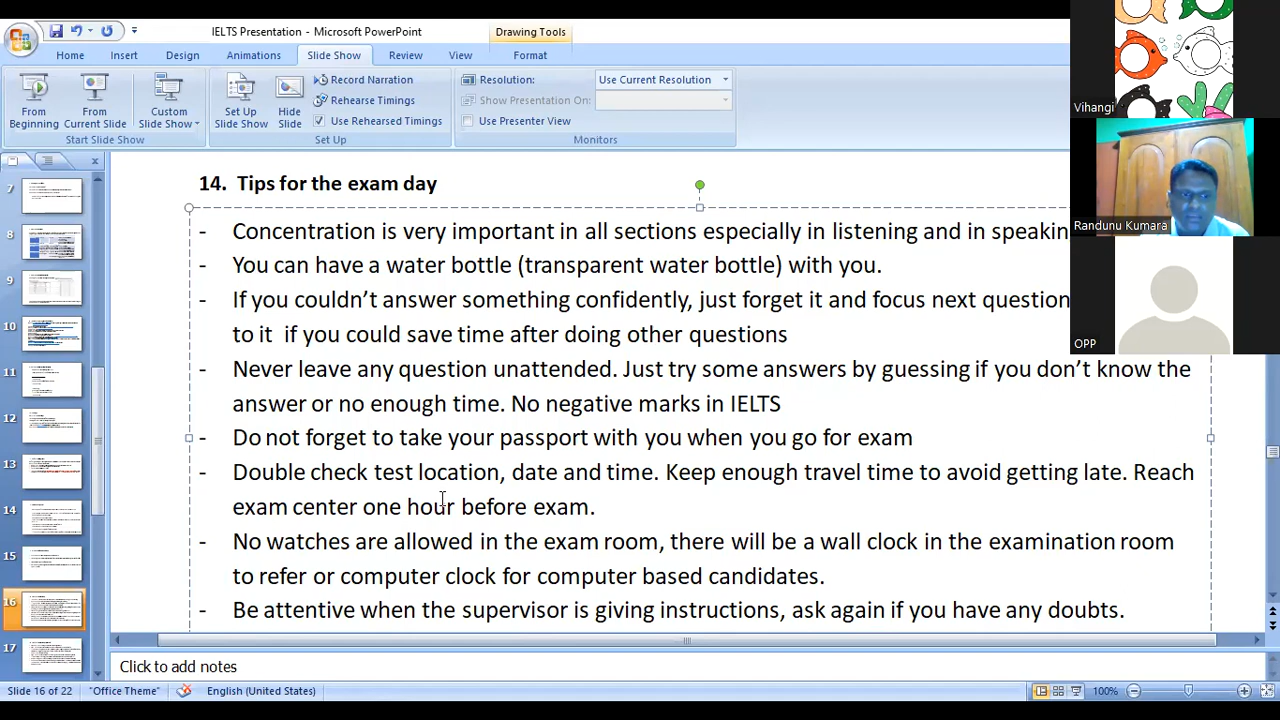 IELTS Presentation - Microsoft PowerPoint
Drawing Tools
Home Insert Design Animations Slide Show Review View Format
From Beginning
From Current Slide
Custom Slide Show
Start Slide Show
Set Up Slide Show
Hide Slide
Record Narration
Rehearse Timings
Use Rehearsed Timings
Set Up
Resolution: Use Current Resolution
Show Presentation On:
Use Presenter View
Monitors
Vihangi
Randunu Kumara
OPP
7
8
9
10
11
12
13
14
15
16
17
14. Tips for the exam day
- Concentration is very important in all sections especially in listening and in speakin
- You can have a water bottle (transparent water bottle) with you.
- If you couldn't answer something confidently, just forget it and focus next question
to it if you could save time after doing other questions
- Never leave any question unattended. Just try some answers by guessing if you don't know the
answer or no enough time. No negative marks in IELTS
- Do not forget to take your passport with you when you go for exam
- Double check test location, date and time. Keep enough travel time to avoid getting late. Reach
exam center one hour before exam.
- No watches are allowed in the exam room, there will be a wall clock in the examination room
to refer or computer clock for computer based candidates.
- Be attentive when the supervisor is giving instructions, ask again if you have any doubts.
Click to add notes
Slide 16 of 22 "Office Theme" English (United States) 100%